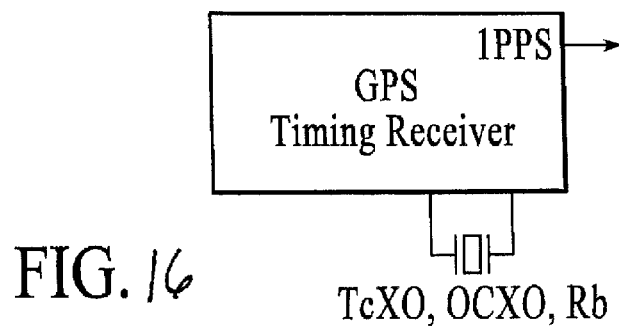 1PPS
GPS
Timing Receiver
TcXO, OCXO, Rb
FIG. 16